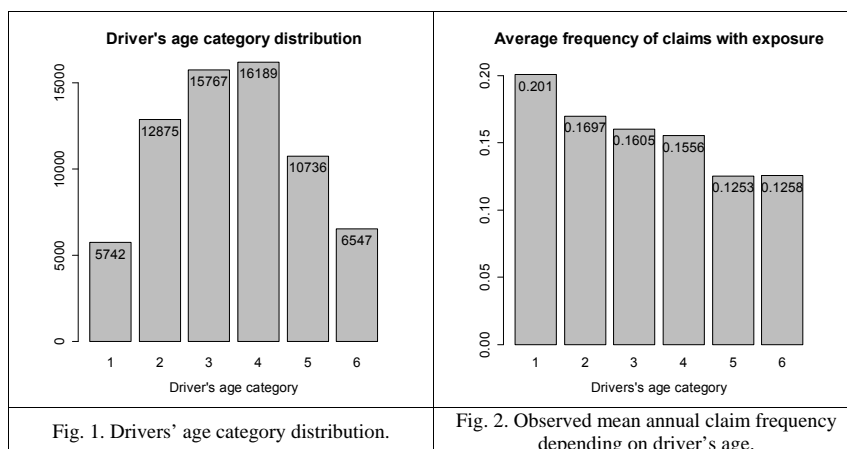 Driver's age category distribution
15000
10000
5000
0
5742
12875
15767
16189
10736
6547
1 2 3 4 5 6
Driver's age category
Fig. 1. Drivers' age category distribution.
Average frequency of claims with exposure
0.20
0.15
0.10
0.05
0.00
0.201
0.1697
0.1605
0.1556
0.1253
0.1258
1 2 3 4 5 6
Drivers's age category
Fig. 2. Observed mean annual claim frequency
depending on driver's age.